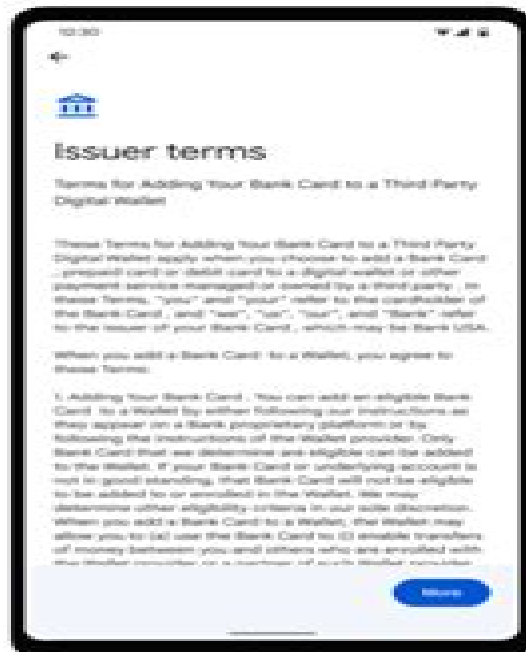 10:30
Issuer terms
Terms for Adding Your Bank Card to a Third Party
Digital Wallet
These Terms for Adding Your Bank Card to a Third Party
Digital Wallet apply when you choose to add a Bank Card
, prepaid card or debit card to a digital wallet or other
payment service managed or owned by a third party . In
these Terms, "you" and "your" refer to the cardholder of
the Bank Card , and "we", "us", "our", and "Bank" refer
to the issuer of your Bank Card , which may be Bank USA.
When you add a Bank Card to a Wallet, you agree to
these Terms:
1. Adding Your Bank Card . You can add an eligible Bank
Card to a Wallet by either following our instructions as
they appear on a Bank proprietary platform or by
following the instructions of the Wallet provider. Only
Bank Card that we determine are eligible can be added
to the Wallet. If your Bank Card or underlying account is
not in good standing, that Bank Card will not be eligible
to be added to or enrolled in the Wallet. We may
determine other eligibility criteria in our sole discretion.
When you add a Bank Card to a Wallet, the Wallet may
allow you to (a) use the Bank Card to (i) enable transfers
of money between you and others who are enrolled with
the Wallet provider or a partner of such Wallet provider
More